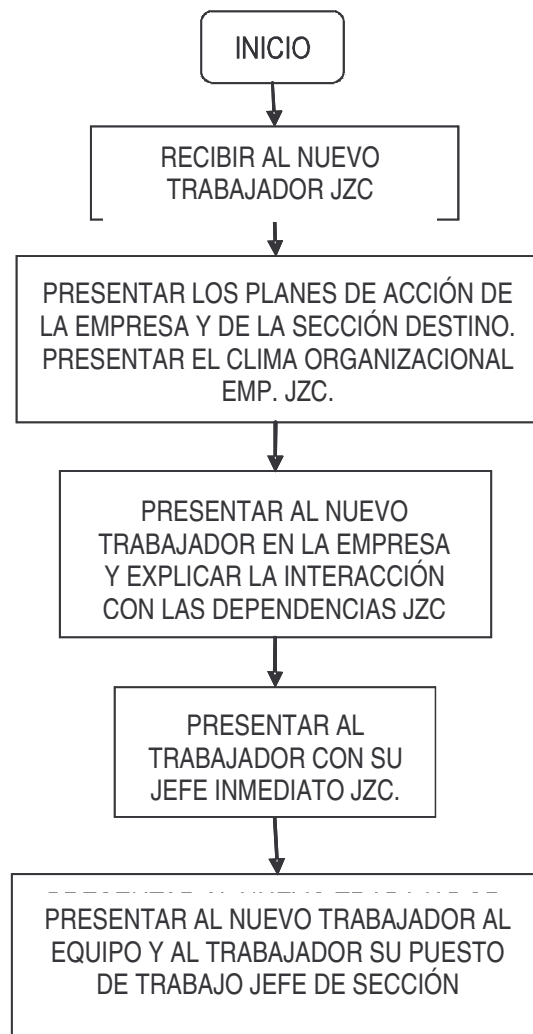 INICIO
RECIBIR AL NUEVO
TRABAJADOR JZC
PRESENTAR LOS PLANES DE ACCIÓN DE
LA EMPRESA Y DE LA SECCIÓN DESTINO.
PRESENTAR EL CLIMA ORGANIZACIONAL
EMP. JZC.
PRESENTAR AL NUEVO
TRABAJADOR EN LA EMPRESA
Y EXPLICAR LA INTERACCIÓN
CON LAS DEPENDENCIAS JZC
PRESENTAR AL
TRABAJADOR CON SU
JEFE INMEDIATO JZC.
PRESENTAR AL NUEVO TRABAJADOR AL
EQUIPO Y AL TRABAJADOR SU PUESTO
DE TRABAJO JEFE DE SECCIÓN